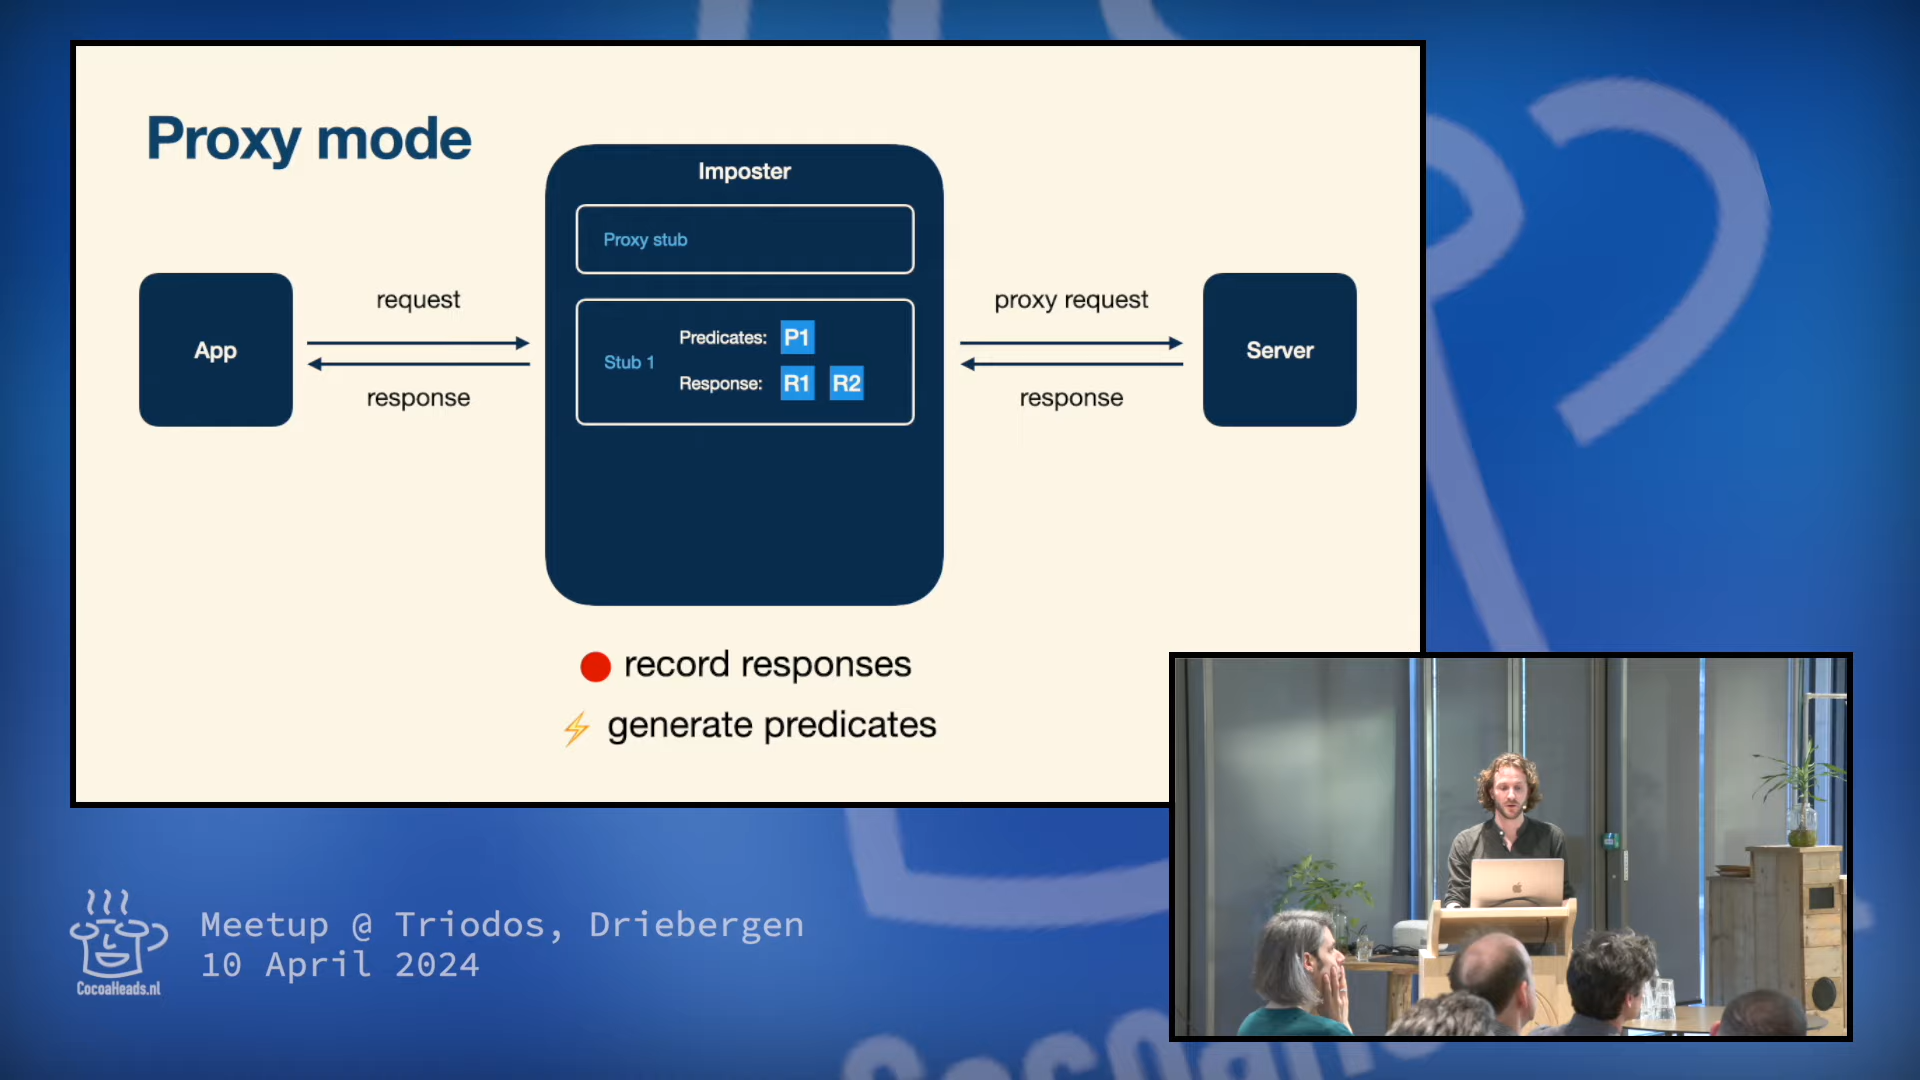 Proxy mode
Imposter
Proxy stub
Predicates: P1
Stub 1
Response: R1 R2
App
request
response
proxy request
response
Server
record responses
generate predicates
Meetup @ Triodos, Driebergen
10 April 2024
CocoaHeads.nl